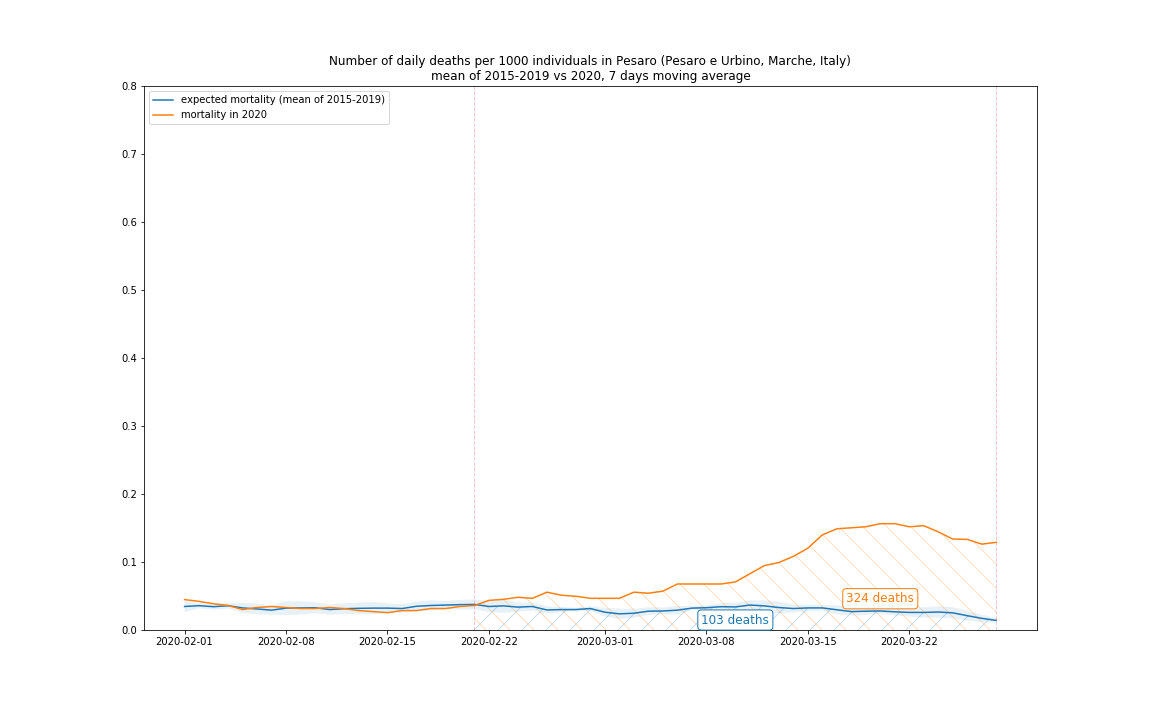 Number of daily deaths per 1000 individuals in Pesaro (Pesaro e Urbino, Marche, Italy)
mean of 2015-2019 vs 2020, 7 days moving average
expected mortality (mean of 2015-2019)
mortality in 2020
0.8
0.7
0.6
0.5
0.4
0.3
0.2
0.1
0.0
324 deaths
103 deaths
2020-02-01 2020-02-08 2020-02-15 2020-02-22 2020-03-01 2020-03-08 2020-03-15 2020-03-22